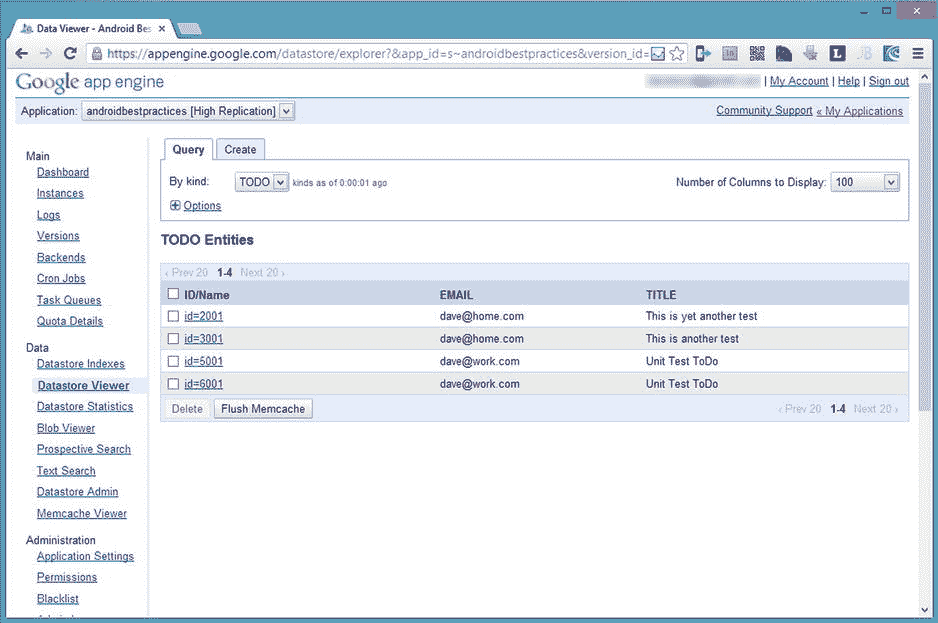 Data Viewer - Android Bes
https://appengine.google.com/datastore/explorer?&app_id=s~androidbestpractices&version_id=
Google app engine
| My Account | Help | Sign out
Application: androidbestpractices [High Replication]
Community Support « My Applications
Main
Dashboard
Instances
Logs
Versions
Backends
Cron Jobs
Task Queues
Quota Details
Data
Datastore Indexes
Datastore Viewer
Datastore Statistics
Blob Viewer
Prospective Search
Text Search
Datastore Admin
Memcache Viewer
Administration
Application Settings
Permissions
Blacklist
Query Create
By kind: TODO kinds as of 0:00:01 ago
Number of Columns to Display: 100
Options
TODO Entities
‹ Prev 20 1-4 Next 20 ›
ID/Name EMAIL TITLE
id=2001 dave@home.com This is yet another test
id=3001 dave@home.com This is another test
id=5001 dave@work.com Unit Test ToDo
id=6001 dave@work.com Unit Test ToDo
Delete Flush Memcache
‹ Prev 20 1-4 Next 20 ›